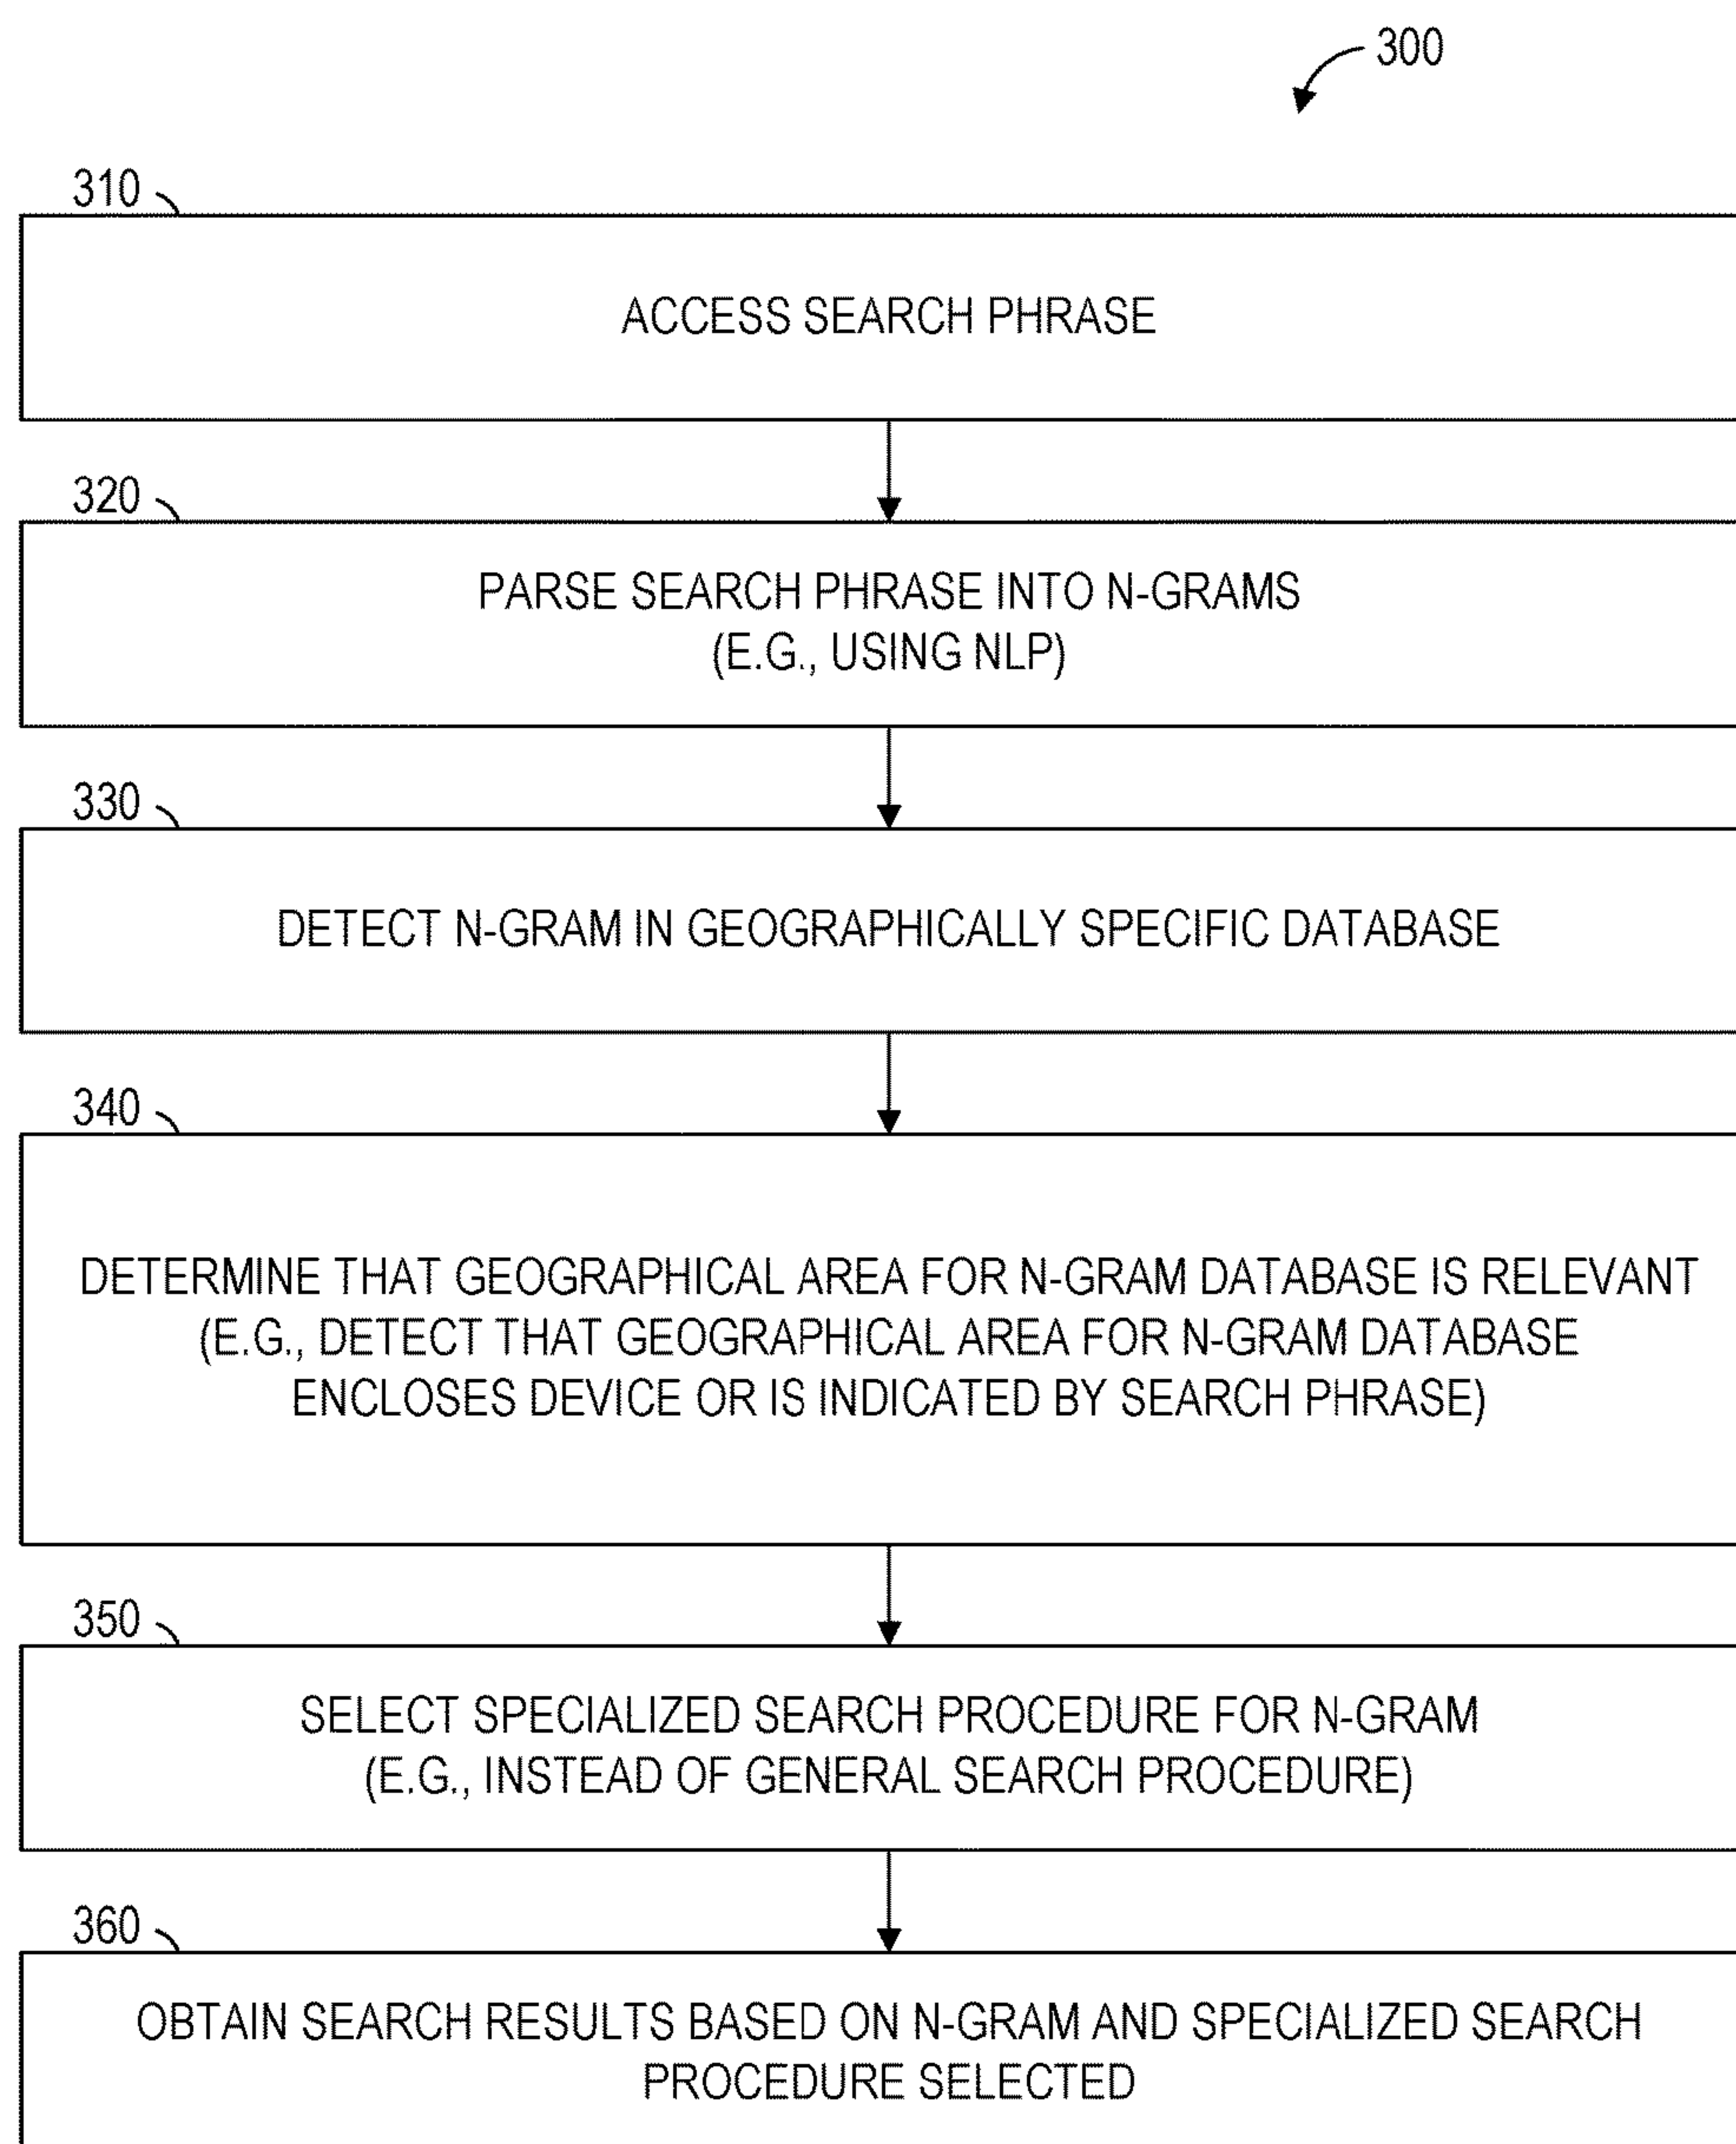 300
310
ACCESS SEARCH PHRASE
320
PARSE SEARCH PHRASE INTO N-GRAMS
(E.G., USING NLP)
330
DETECT N-GRAM IN GEOGRAPHICALLY SPECIFIC DATABASE
340
DETERMINE THAT GEOGRAPHICAL AREA FOR N-GRAM DATABASE IS RELEVANT
(E.G., DETECT THAT GEOGRAPHICAL AREA FOR N-GRAM DATABASE
ENCLOSES DEVICE OR IS INDICATED BY SEARCH PHRASE)
350
SELECT SPECIALIZED SEARCH PROCEDURE FOR N-GRAM
(E.G., INSTEAD OF GENERAL SEARCH PROCEDURE)
360
OBTAIN SEARCH RESULTS BASED ON N-GRAM AND SPECIALIZED SEARCH
PROCEDURE SELECTED